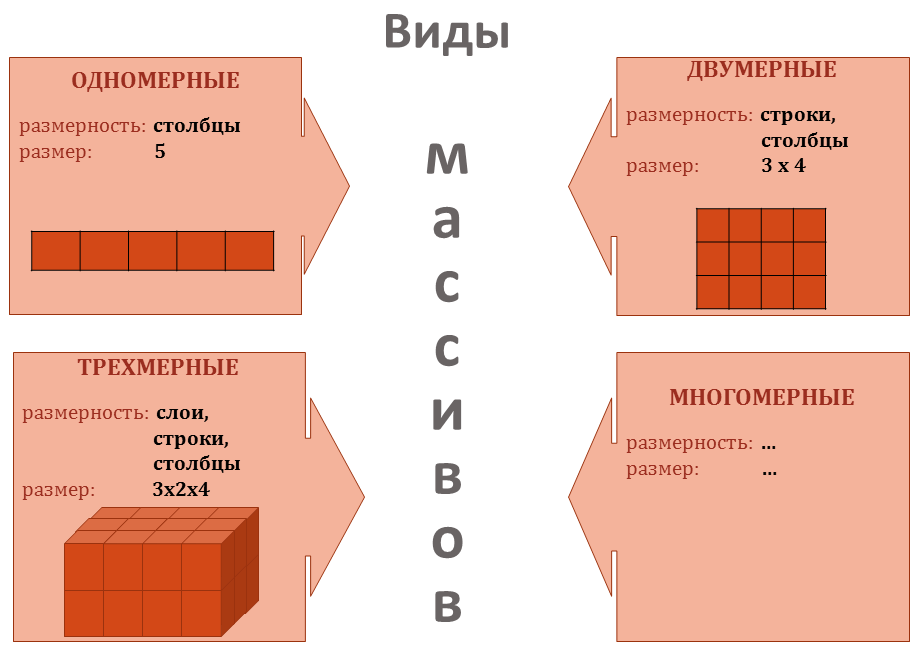 Виды
м
а
с
с
и
в
о
в
ОДНОМЕРНЫЕ
размерность: столбцы
размер: 5
ДВУМЕРНЫЕ
размерность: строки,
столбцы
размер: 3 x 4
ТРЕХМЕРНЫЕ
размерность: слои,
строки,
столбцы
размер: 3x2x4
МНОГОМЕРНЫЕ
размерность: ...
размер: ...